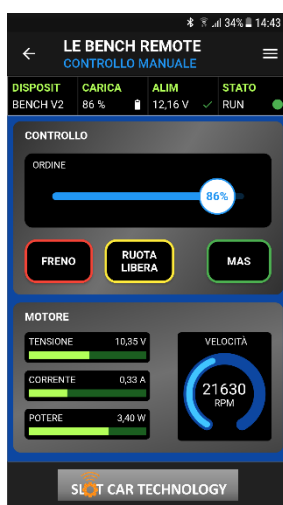 34% 14:43
LE BENCH REMOTE
CONTROLLO MANUALE
DISPOSIT CARICA ALIM STATO
BENCH V2 86 % 12,16 V RUN
CONTROLLO
ORDINE
86%
FRENO
RUOTA
LIBERA
MAS
MOTORE
TENSIONE 10,35 V
CORRENTE 0,33 A
POTERE 3,40 W
VELOCITÀ
21630
RPM
SLOT CAR TECHNOLOGY